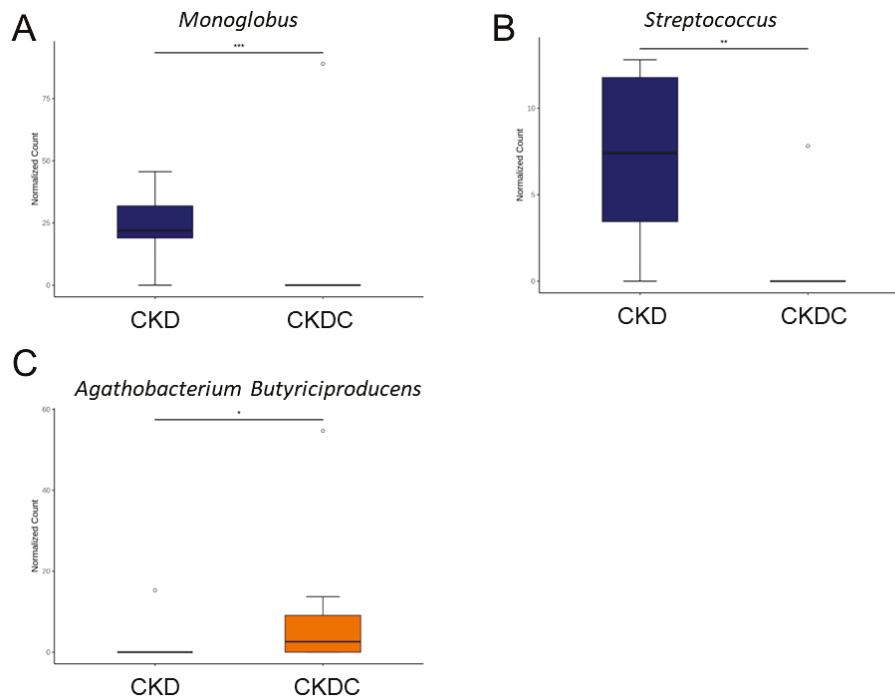 A
Monoglobus
***
75
50
25
0
Normalized Count
CKD CKDC
B
Streptococcus
**
10
5
0
Normalized Count
CKD CKDC
C
Agathobacterium Butyriciproducens
*
60
40
20
0
Normalized Count
CKD CKDC